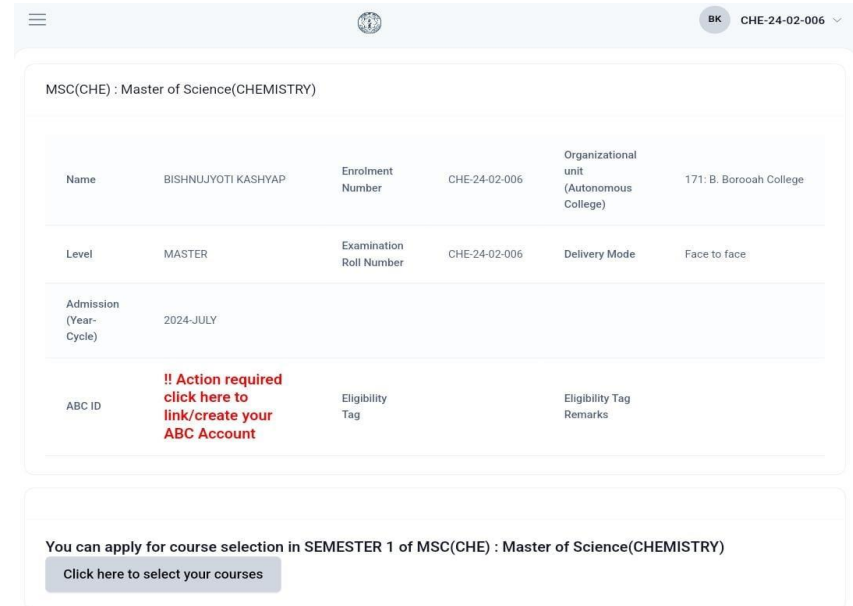 BK CHE-24-02-006
MSC(CHE) : Master of Science(CHEMISTRY)
Name
BISHNUJYOTI KASHYAP
Enrolment
Number
CHE-24-02-006
Organizational
unit
(Autonomous
College)
171: B. Borooah College
Level
MASTER
Examination
Roll Number
CHE-24-02-006
Delivery Mode
Face to face
Admission
(Year-
Cycle)
2024-JULY
ABC ID
!! Action required
click here to
link/create your
ABC Account
Eligibility
Tag
Eligibility Tag
Remarks
You can apply for course selection in SEMESTER 1 of MSC(CHE) : Master of Science(CHEMISTRY)
Click here to select your courses